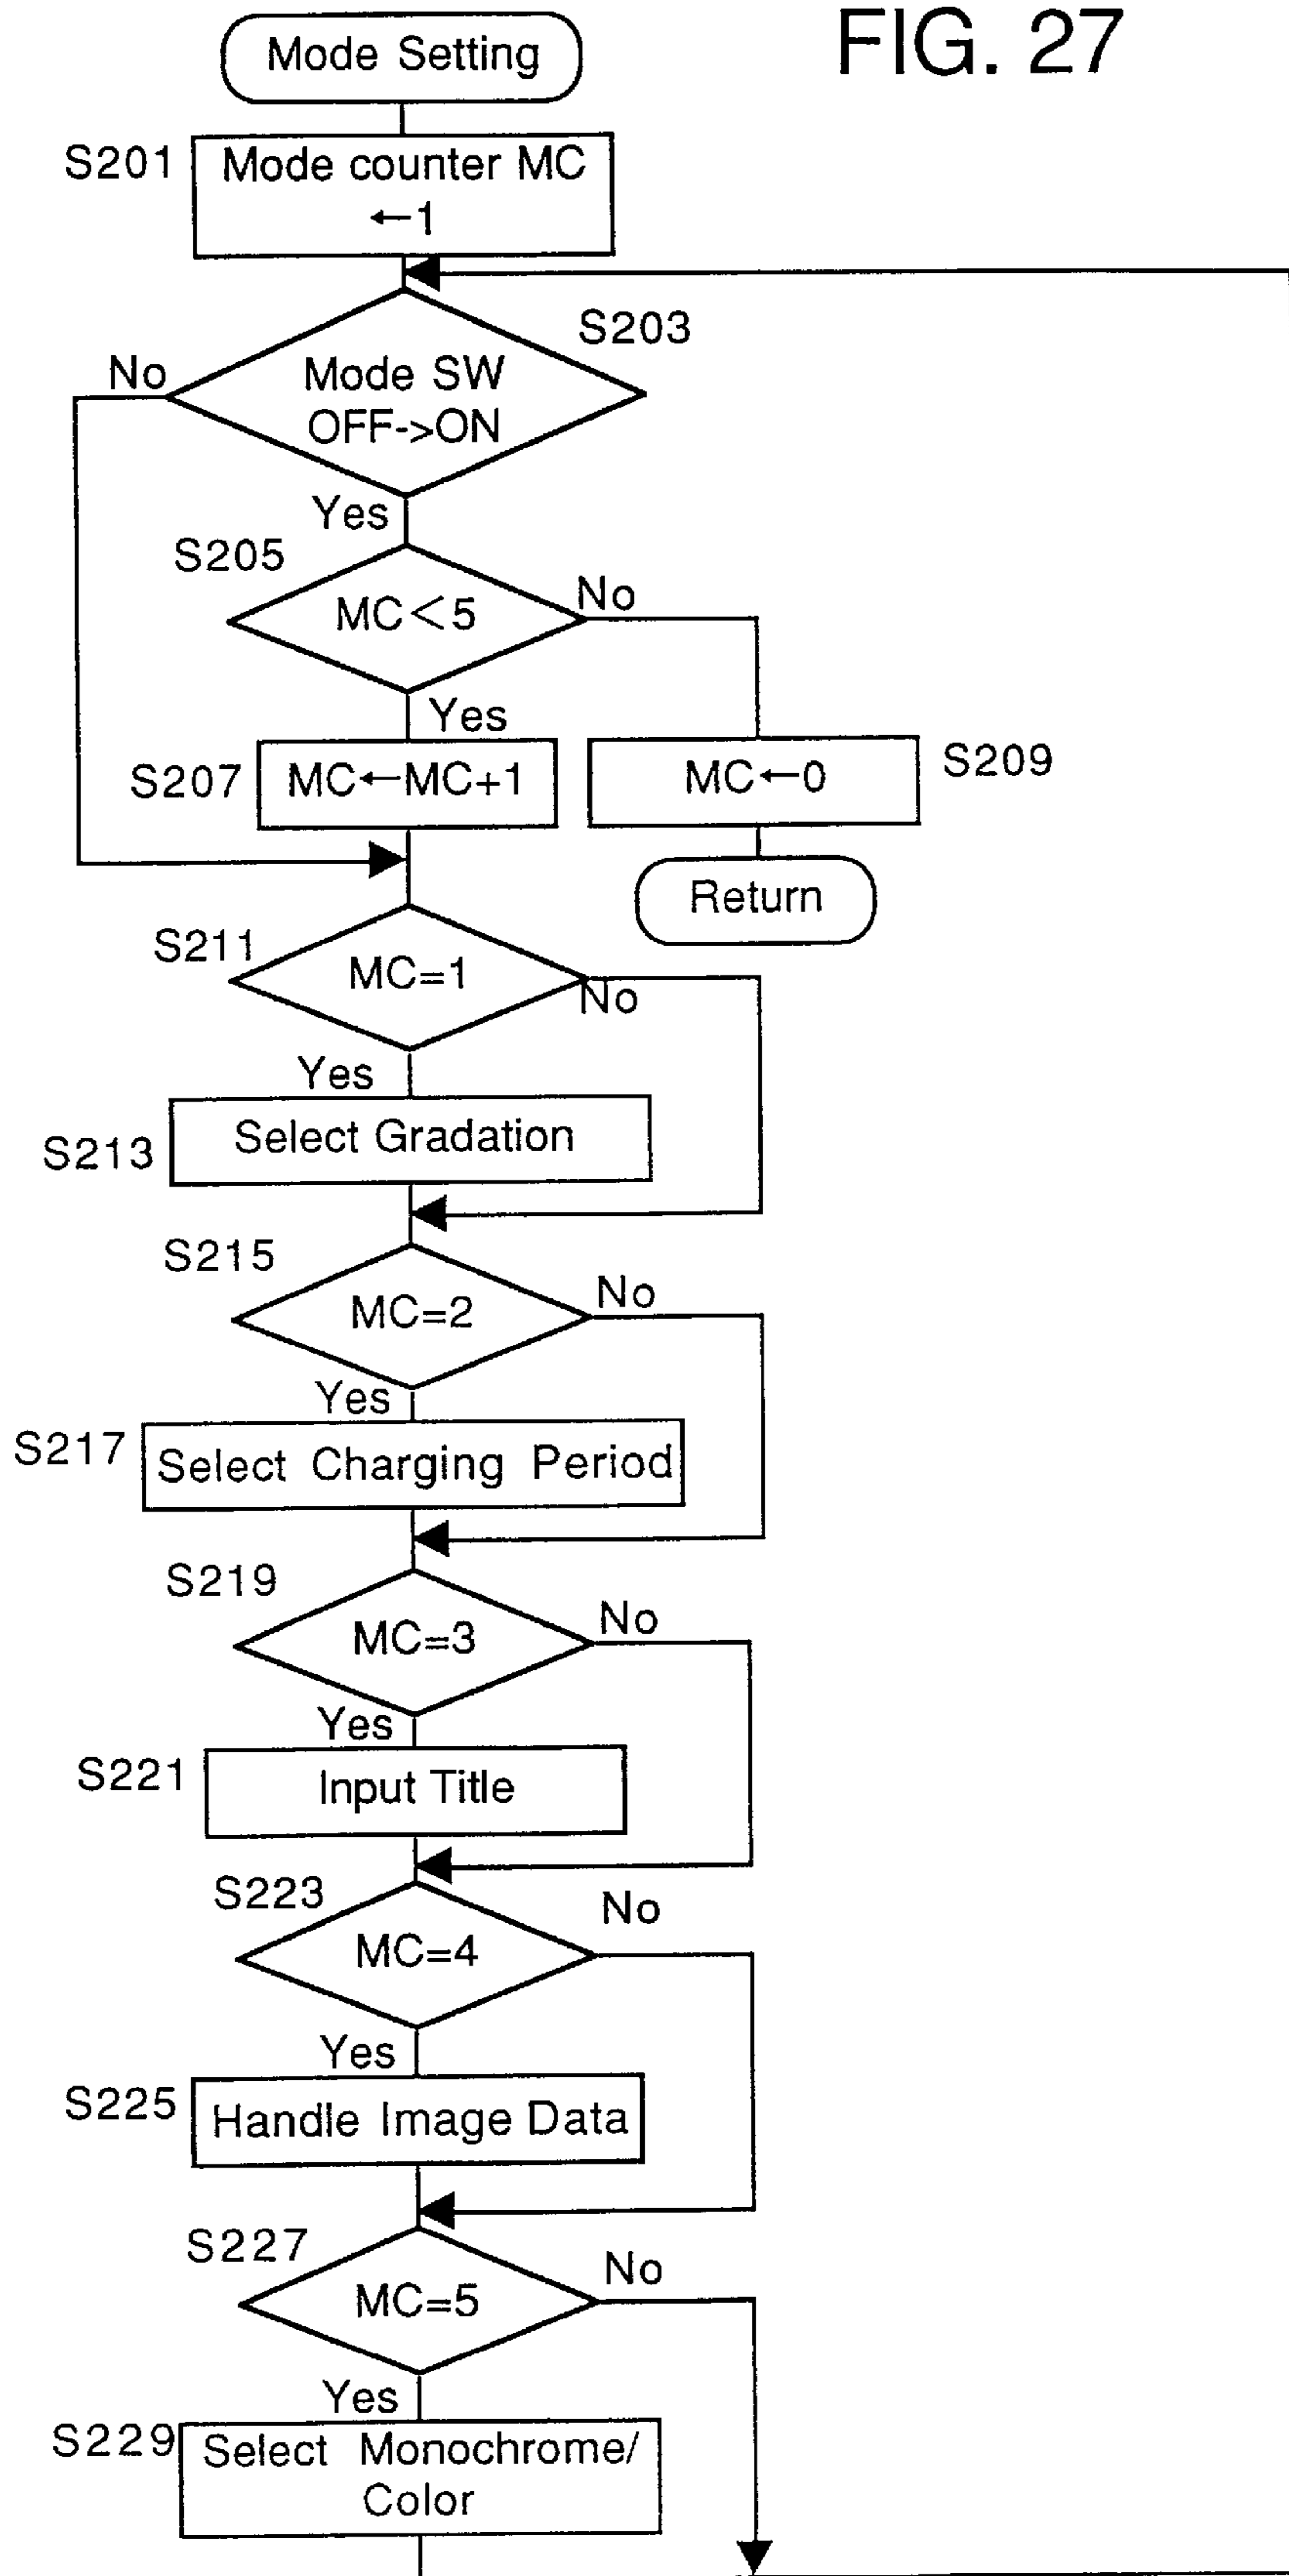 FIG. 27
Mode Setting
S201
Mode counter MC
←1
S203
No
Mode SW
OFF->ON
Yes
S205
MC<5
No
Yes
S207
MC←MC+1
MC←0
S209
Return
S211
MC=1
No
Yes
S213
Select Gradation
S215
MC=2
No
Yes
S217
Select Charging Period
S219
MC=3
No
Yes
S221
Input Title
S223
MC=4
No
Yes
S225
Handle Image Data
S227
MC=5
No
Yes
S229
Select Monochrome/
Color